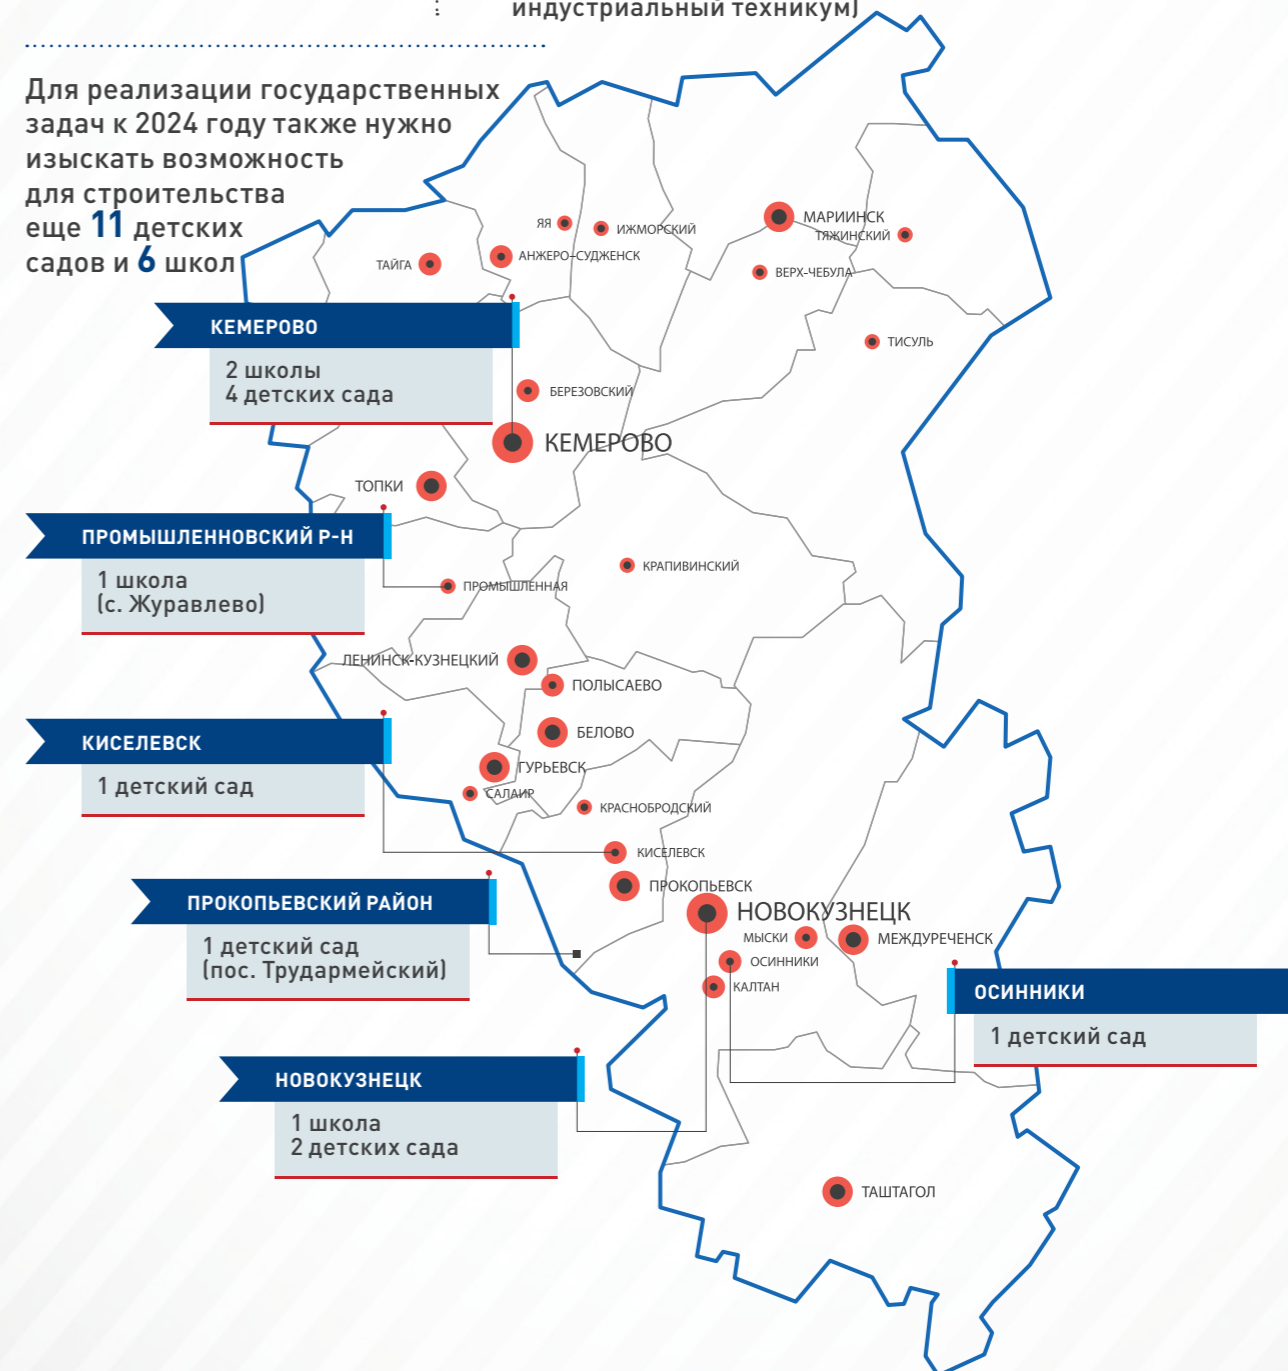 индустриальный техникум)
Для реализации государственных
задач к 2024 году также нужно
изыскать возможность
для строительства
еще 11 детских
садов и 6 школ
ЯЯ
ИЖМОРСКИЙ
МАРИИНСК
ТЯЖИНСКИЙ
ТАЙГА
АНЖЕРО-СУДЖЕНСК
ВЕРХ-ЧЕБУЛА
ТИСУЛЬ
КЕМЕРОВО
2 школы
4 детских сада
БЕРЕЗОВСКИЙ
КЕМЕРОВО
ТОПКИ
ПРОМЫШЛЕННОВСКИЙ Р-Н
1 школа
(с. Журавлево)
КРАПИВИНСКИЙ
ПРОМЫШЛЕННАЯ
ЛЕНИНСК-КУЗНЕЦКИЙ
ПОЛЫСАЕВО
БЕЛОВО
КИСЕЛЕВСК
1 детский сад
ГУРЬЕВСК
САЛАИР
КРАСНОБРОДСКИЙ
КИСЕЛЕВСК
ПРОКОПЬЕВСК
ПРОКОПЬЕВСКИЙ РАЙОН
1 детский сад
(пос. Трудармейский)
НОВОКУЗНЕЦК
МЫСКИ
МЕЖДУРЕЧЕНСК
ОСИННИКИ
КАЛТАН
ОСИННИКИ
1 детский сад
НОВОКУЗНЕЦК
1 школа
2 детских сада
ТАШТАГОЛ